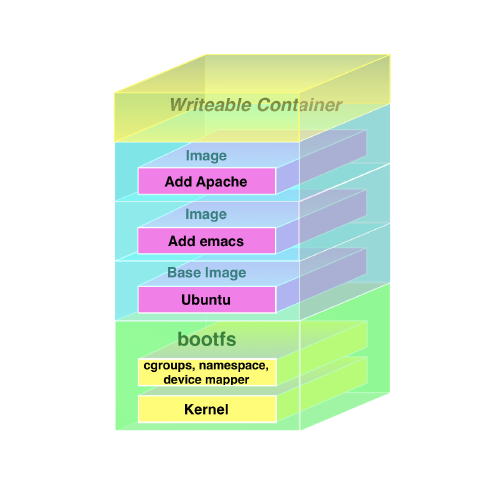 Writeable Container
Image
Add Apache
Image
Add emacs
Base Image
Ubuntu
bootfs
cgroups, namespace,
device mapper
Kernel